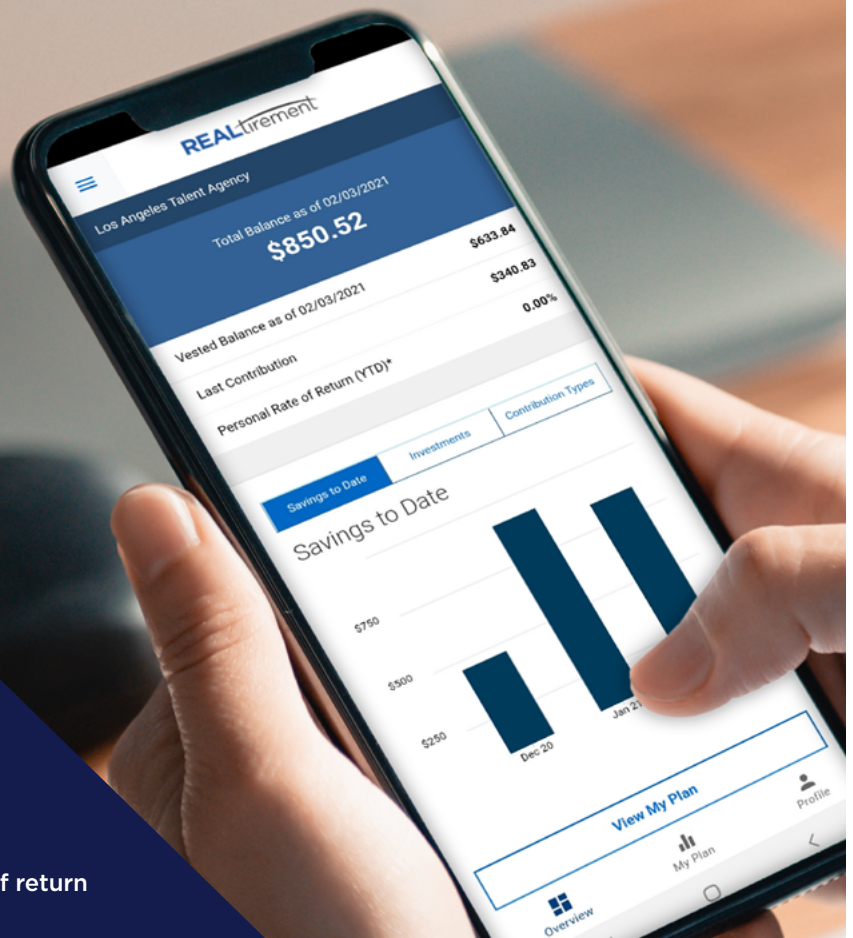 REALtirement
Los Angeles Talent Agency
Total Balance as of 02/03/2021
$850.52
Vested Balance as of 02/03/2021 $633.84
Last Contribution $340.83
Personal Rate of Return (YTD)* 0.00%
Savings to Date Investments Contribution Types
Savings to Date
$750
$500
$250
Dec 20 Jan 21
View My Plan
Overview My Plan Profile
f return